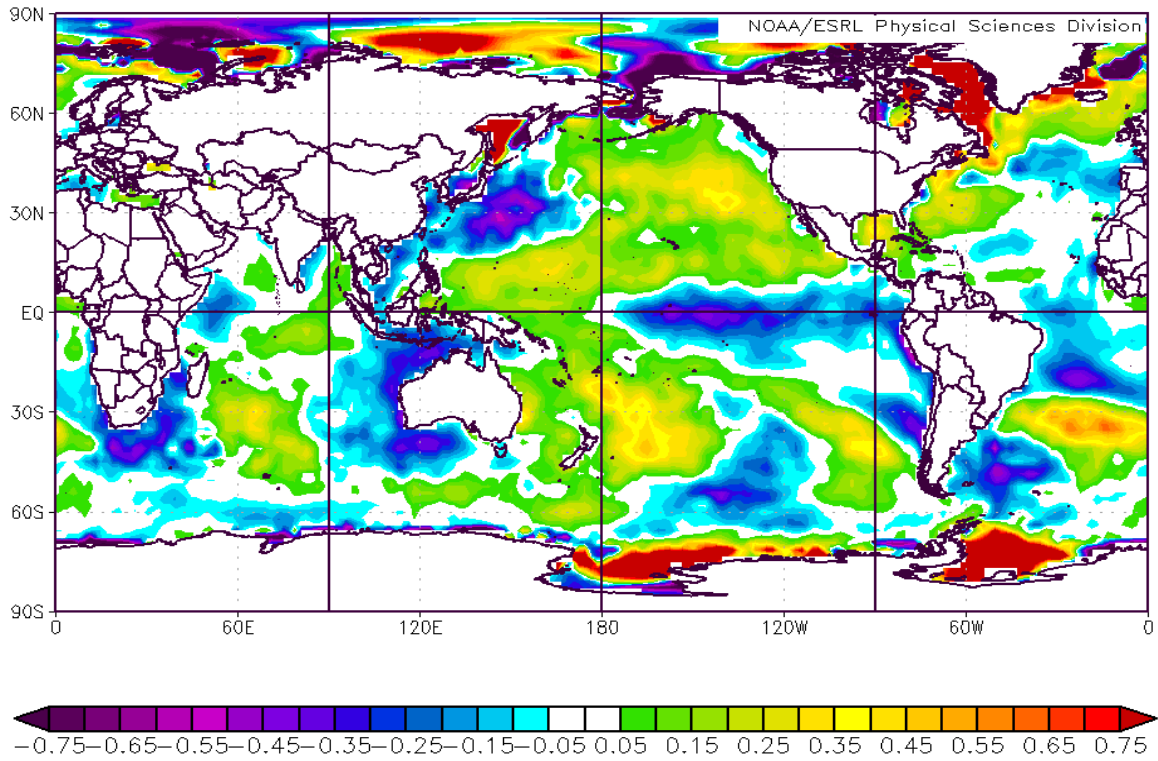 90N
NOAA/ESRL Physical Sciences Division
60N
30N
EQ
30S
60S
90S
0 60E 120E 180 120W 60W 0
−0.75 −0.65 −0.55 −0.45 −0.35 −0.25 −0.15 −0.05 0.05 0.15 0.25 0.35 0.45 0.55 0.65 0.75